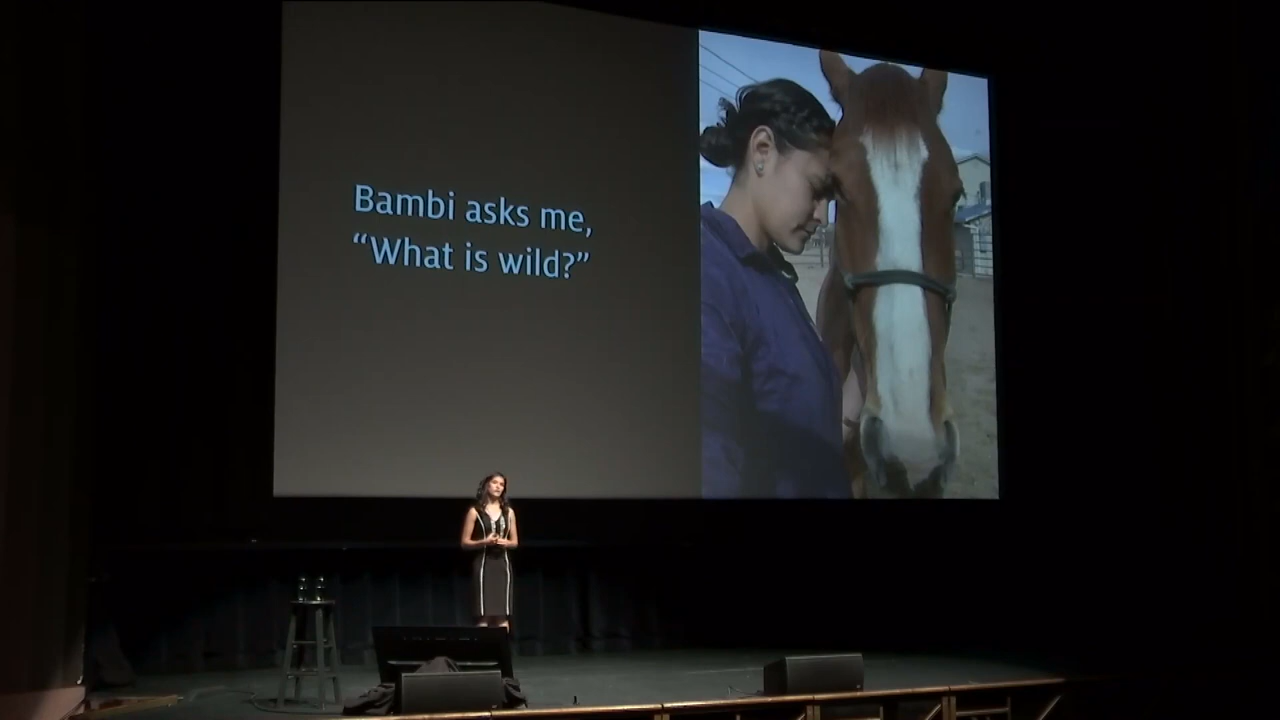 Bambi asks me,
“What is wild?”